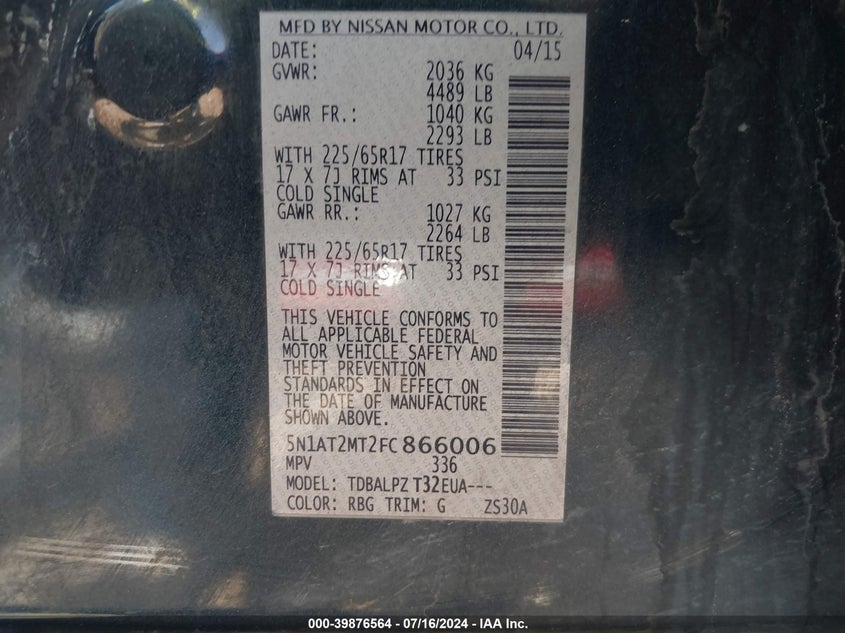 MFD BY NISSAN MOTOR CO., LTD.
DATE: 04/15
GVWR: 2036 KG
4489 LB
GAWR FR.: 1040 KG
2293 LB
WITH 225/65R17 TIRES
17 X 7J RIMS AT 33 PSI
COLD SINGLE
GAWR RR.: 1027 KG
2264 LB
WITH 225/65R17 TIRES
17 X 7J RIMS AT 33 PSI
COLD SINGLE
THIS VEHICLE CONFORMS TO
ALL APPLICABLE FEDERAL
MOTOR VEHICLE SAFETY AND
THEFT PREVENTION
STANDARDS IN EFFECT ON
THE DATE OF MANUFACTURE
SHOWN ABOVE.
5N1AT2MT2FC866006
MPV 336
MODEL: TDBALPZ T32EUA---
COLOR: RBG TRIM: G ZS30A
000-39876564 - 07/16/2024 - IAA Inc.